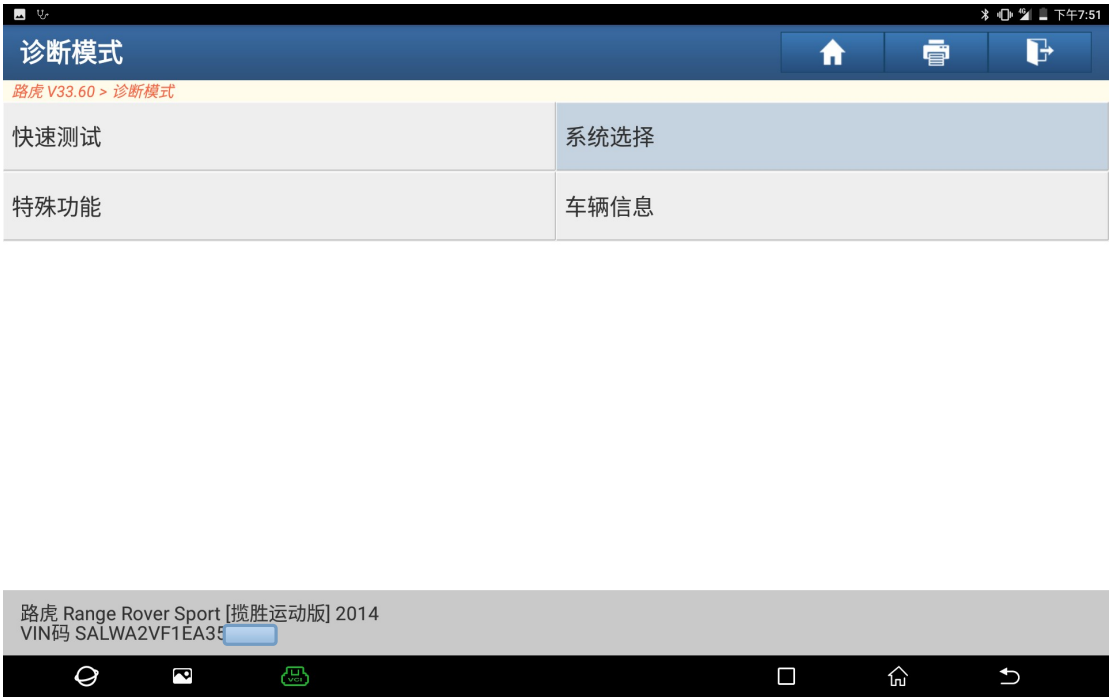 4G 下午7:51
诊断模式
路虎 V33.60 > 诊断模式
快速测试 系统选择
特殊功能 车辆信息
路虎 Range Rover Sport [揽胜运动版] 2014
VIN码 SALWA2VF1EA35
VCI